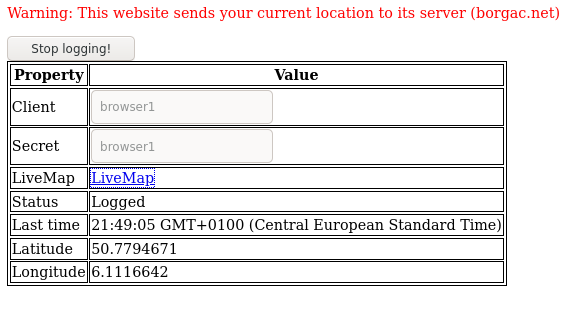 Warning: This website sends your current location to its server (borgac.net)
Stop logging!
Property Value
Client browser1
Secret browser1
LiveMap LiveMap
Status Logged
Last time 21:49:05 GMT+0100 (Central European Standard Time)
Latitude 50.7794671
Longitude 6.1116642